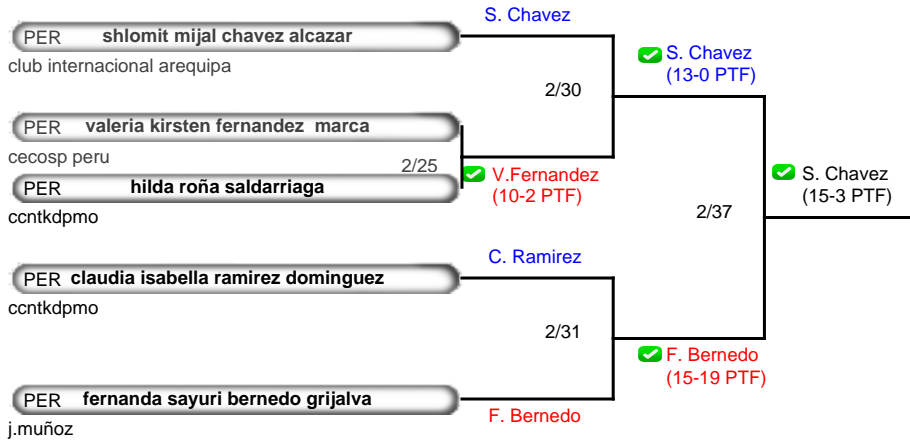 S. Chavez
PER shlomit mijal chavez alcazar
club internacional arequipa
S. Chavez
(13-0 PTF)
2/30
PER valeria kirsten fernandez marca
cecosp peru
2/25
V.Fernandez
(10-2 PTF)
S. Chavez
(15-3 PTF)
PER hilda roña saldarriaga
ccntkdpmo
2/37
C. Ramirez
PER claudia isabella ramirez dominguez
ccntkdpmo
2/31
F. Bernedo
(15-19 PTF)
PER fernanda sayuri bernedo grijalva
F. Bernedo
j.muñoz